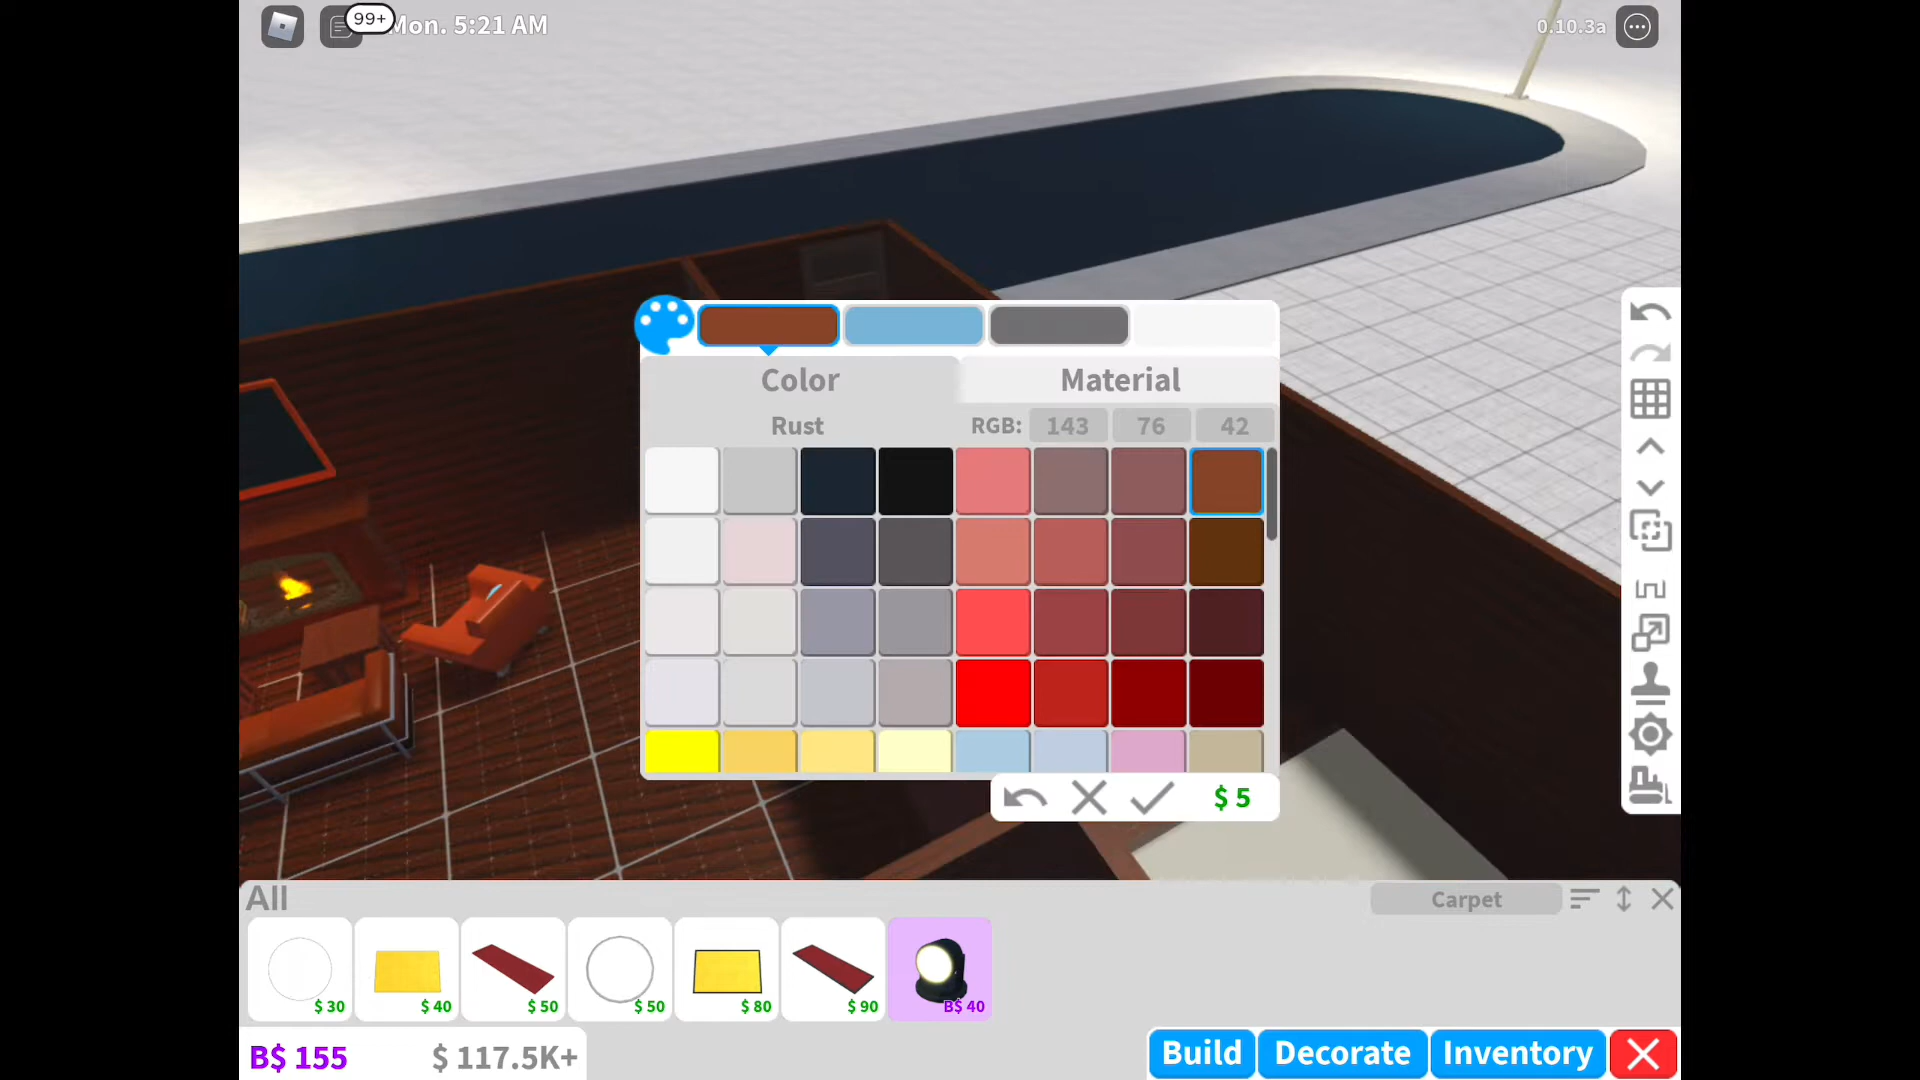 99+
Mon. 5:21 AM
0.10.3a
Color
Material
Rust
RGB: 143 76 42
$ 5
All
Carpet
$ 30
$ 40
$ 50
$ 50
$ 80
$ 90
B$ 40
B$ 155
$ 117.5K+
Build
Decorate
Inventory